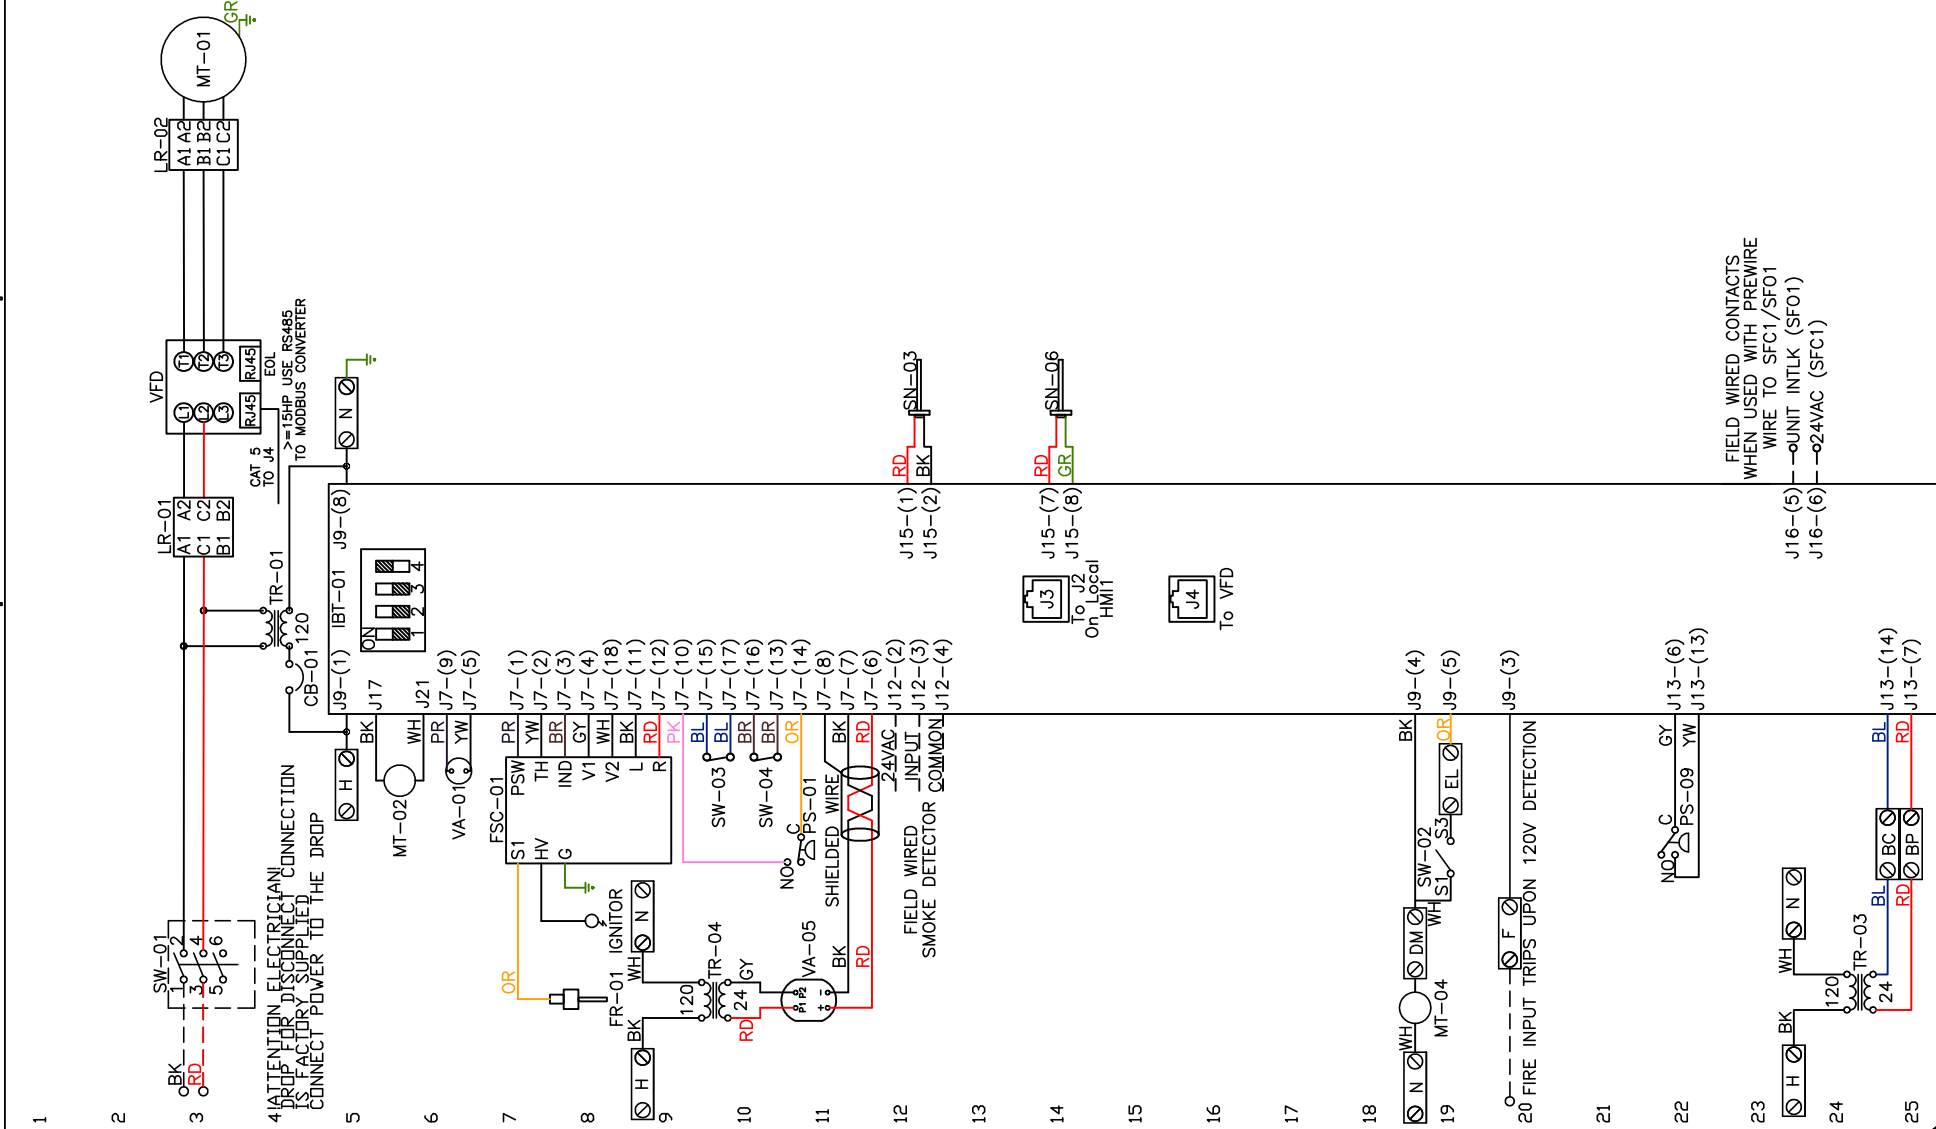 1
2
3
4
5
6
7
8
9
10
11
12
13
14
15
16
17
18
19
20
21
22
23
24
25
BK
RD
SW-01
1 2
3 4
5 6
LR-01
A1 A2
C1 C2
B1 B2
VFD
L1 T1
L2 T2
L3 T3
RJ45 RJ45
EOL
CAT 5
TO J4
>=15HP USE RS485
TO MODBUS CONVERTER
LR-02
A1 A2
B1 B2
C1 C2
MT-01
GR
!ATTENTION ELECTRICIAN!
DROP FOR DISCONNECT CONNECTION
IS FACTORY SUPPLIED
CONNECT POWER TO THE DROP
TR-01
120
CB-01
H
J9-(1) IBT-01 J9-(8)
N
ON
1 2 3 4
BK J17
MT-02
WH J21
PR J7-(9)
VA-01
YW J7-(5)
FSC-01
PSW PR J7-(1)
TH YW J7-(2)
IND BR J7-(3)
V1 GY J7-(4)
V2 WH J7-(18)
L BK J7-(11)
R RD J7-(12)
S1
HV
G
OR
FR-01
IGNITOR
PK J7-(10)
BL J7-(15)
SW-03
BL J7-(17)
BR J7-(16)
SW-04
BR J7-(13)
OR J7-(14)
NO C
PS-01
J7-(8)
BK J7-(7)
RD J7-(6)
SHIELDED WIRE
H BK WH N
120 TR-04
24
RD GY
VA-05
P1 P2
+ -
BK
RD
24VAC J12-(2)
INPUT J12-(3)
COMMON J12-(4)
FIELD WIRED
SMOKE DETECTOR
J15-(1) RD
J15-(2) BK
SN-03
J15-(7) RD
J15-(8) GR
SN-06
J3
To J2
On Local
HMI1
J4
To VFD
N WH MT-04 DM BK J9-(4)
WH
SW-02
S1 S3
EL OR J9-(5)
F J9-(3)
FIRE INPUT TRIPS UPON 120V DETECTION
GY J13-(6)
YW J13-(13)
NO C
PS-09
FIELD WIRED CONTACTS
WHEN USED WITH PREWIRE
WIRE TO SFC1/SF01
J16-(5) UNIT INTLK (SF01)
J16-(6) 24VAC (SFC1)
H BK WH N
120 TR-03
24
BL BC BL J13-(14)
RD BP RD J13-(7)